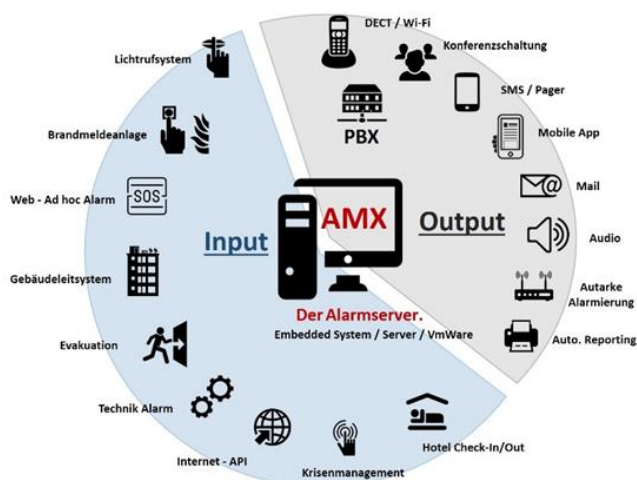 DECT / Wi-Fi
Konferenzschaltung
SMS / Pager
Mobile App
Mail
Audio
Autarke
Alarmierung
Auto. Reporting
PBX
Output
AMX
Der Alarmserver.
Embedded System / Server / VmWare
Input
Lichtrufsystem
Brandmeldeanlage
Web - Ad hoc Alarm
SOS
Gebäudeleitsystem
Evakuation
Technik Alarm
Internet - API
Krisenmanagement
Hotel Check-In/Out